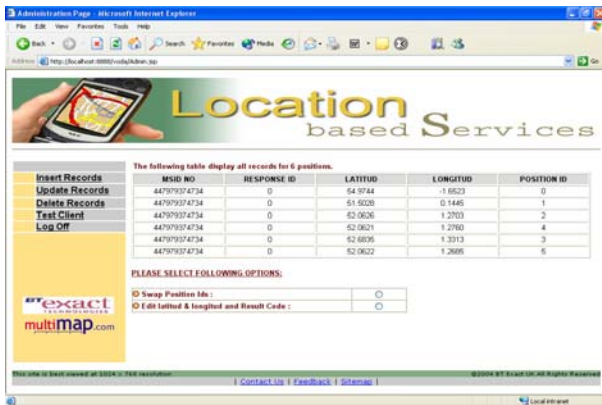 Administration Page - Microsoft Internet Explorer
File Edit View Favorites Tools Help
Back Search Favorites Media
Address http://localhost:8888/voda/Admin.jsp Go
Location
based Services
The following table display all records for 6 positions.
Insert Records
Update Records
Delete Records
Test Client
Log Off
MSID NO RESPONSE ID LATITUD LONGITUD POSITION ID
447979374734 0 54.9744 -1.6523 0
447979374734 0 51.5028 0.1445 1
447979374734 0 52.0626 1.2703 2
447979374734 0 52.0621 1.2760 4
447979374734 0 52.6835 1.3313 3
447979374734 0 52.0622 1.2685 5
PLEASE SELECT FOLLOWING OPTIONS:
Swap Position Ids :
Edit latitud & longitud and Result Code :
BT exact
TECHNOLOGIES
multimap.com
This site is best viewed at 1024 x 768 resolution
©2004 BT Exact UK All Rights Reserved
| Contact Us | Feedback | Sitemap |
Local intranet